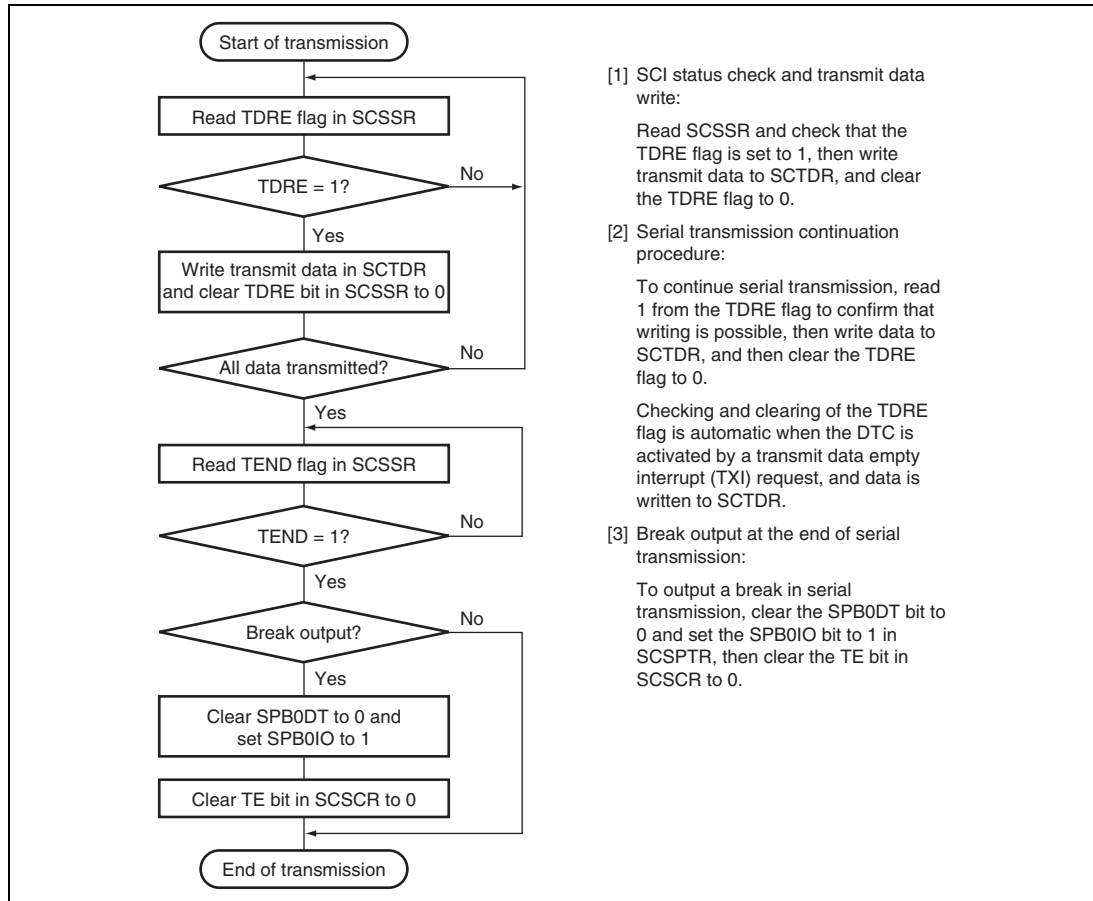 Start of transmission
Read TDRE flag in SCSSR
TDRE = 1?
No
Yes
Write transmit data in SCTDR
and clear TDRE bit in SCSSR to 0
All data transmitted?
No
Yes
Read TEND flag in SCSSR
TEND = 1?
No
Yes
Break output?
No
Yes
Clear SPB0DT to 0 and
set SPB0IO to 1
Clear TE bit in SCSCR to 0
End of transmission
[1] SCI status check and transmit data
write:
Read SCSSR and check that the
TDRE flag is set to 1, then write
transmit data to SCTDR, and clear
the TDRE flag to 0.
[2] Serial transmission continuation
procedure:
To continue serial transmission, read
1 from the TDRE flag to confirm that
writing is possible, then write data to
SCTDR, and then clear the TDRE
flag to 0.
Checking and clearing of the TDRE
flag is automatic when the DTC is
activated by a transmit data empty
interrupt (TXI) request, and data is
written to SCTDR.
[3] Break output at the end of serial
transmission:
To output a break in serial
transmission, clear the SPB0DT bit to
0 and set the SPB0IO bit to 1 in
SCSPTR, then clear the TE bit in
SCSCR to 0.